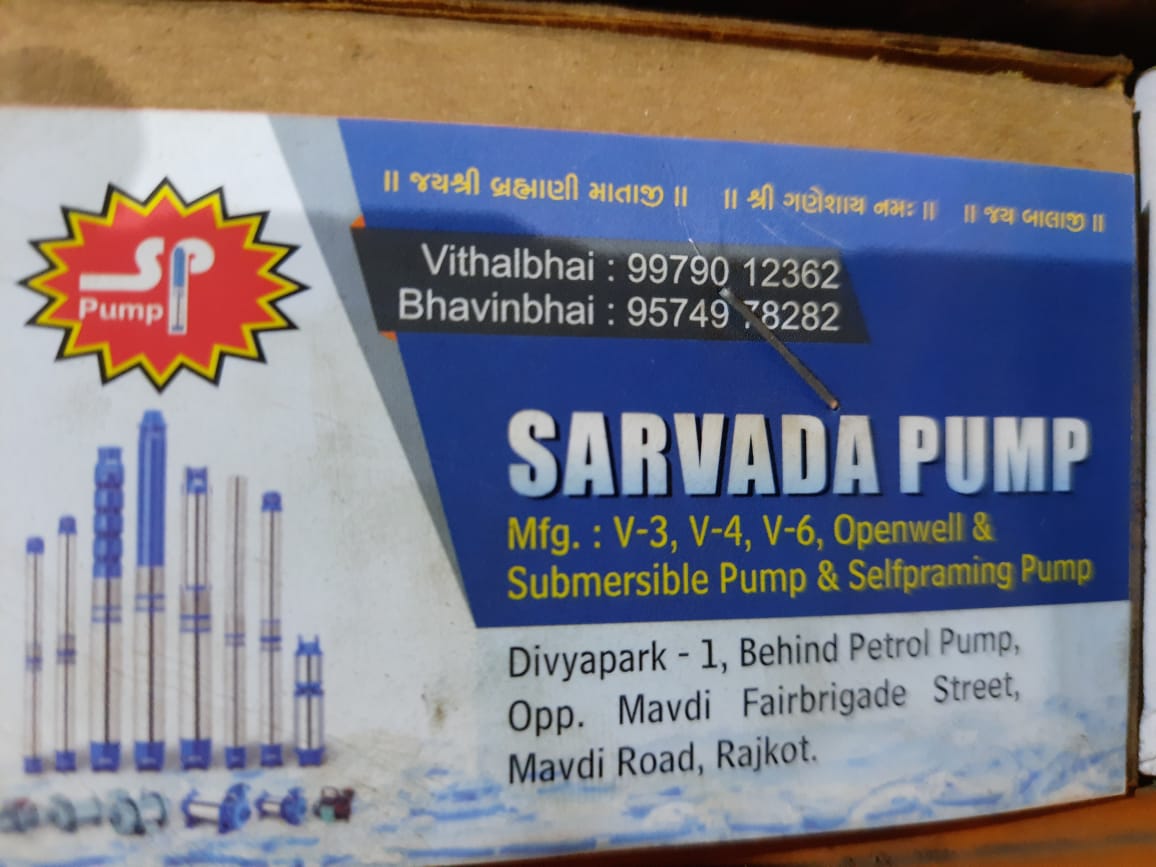 ॥ જયશ્રી બ્રહ્માણી માતાજી ॥ ॥ શ્રી ગણેશાય નમઃ ॥ ॥ જય બાલાજી ॥
SP
Pump
Vithalbhai : 99790 12362
Bhavinbhai : 95749 78282
SARVADA PUMP
Mfg. : V-3, V-4, V-6, Openwell &
Submersible Pump & Selfpraming Pump
Divyapark - 1, Behind Petrol Pump,
Opp. Mavdi Fairbrigade Street,
Mavdi Road, Rajkot.